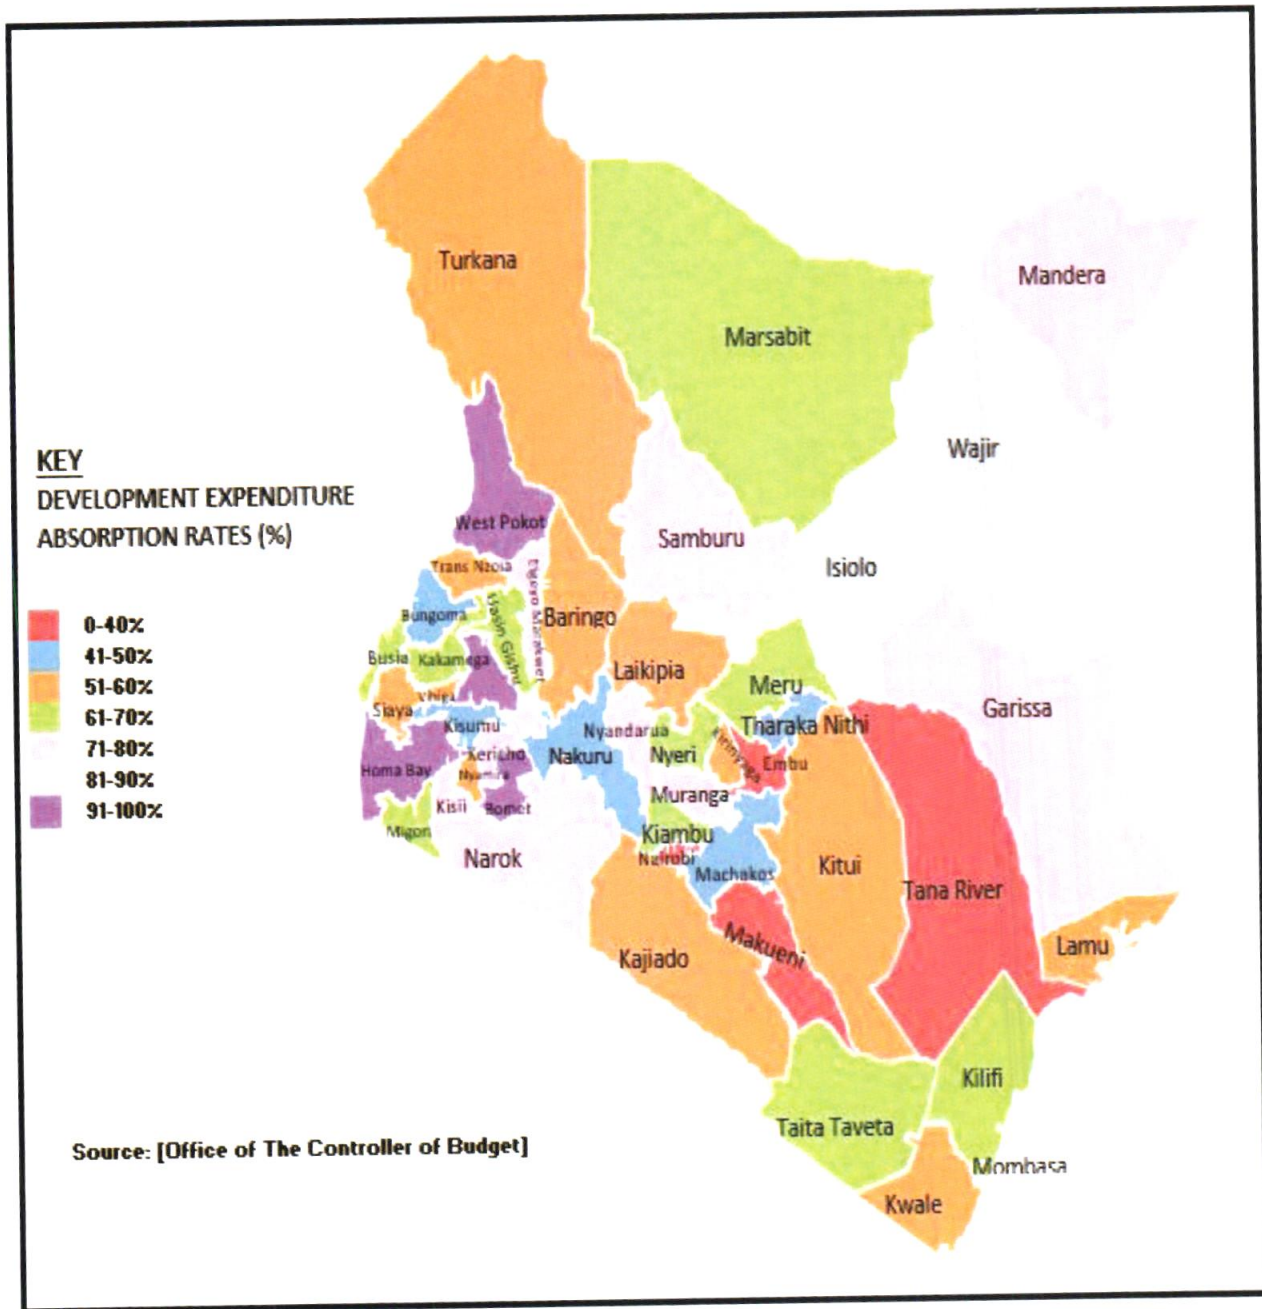 Turkana
Mandera
Marsabit
Wajir
KEY
DEVELOPMENT EXPENDITURE
ABSORPTION RATES (%)
0-40%
41-50%
51-60%
61-70%
71-80%
81-90%
91-100%
West Pokot
Samburu
Isiolo
Trans Nzoia
Elgeyo Marakwet
Uasin Gishu
Bungoma
Baringo
Busia
Kakamega
Laikipia
Meru
Siaya
Garissa
Kisumu
Nyandarua
Tharaka Nithi
Nakuru
Nyeri
Kirinyaga
Embu
Kericho
Homa Bay
Nyamira
Muranga
Kisii
Bomet
Migori
Kiambu
Narok
Nairobi
Machakos
Kitui
Tana River
Makueni
Kajiado
Lamu
Kilifi
Taita Taveta
Mombasa
Kwale
Source: [Office of The Controller of Budget]